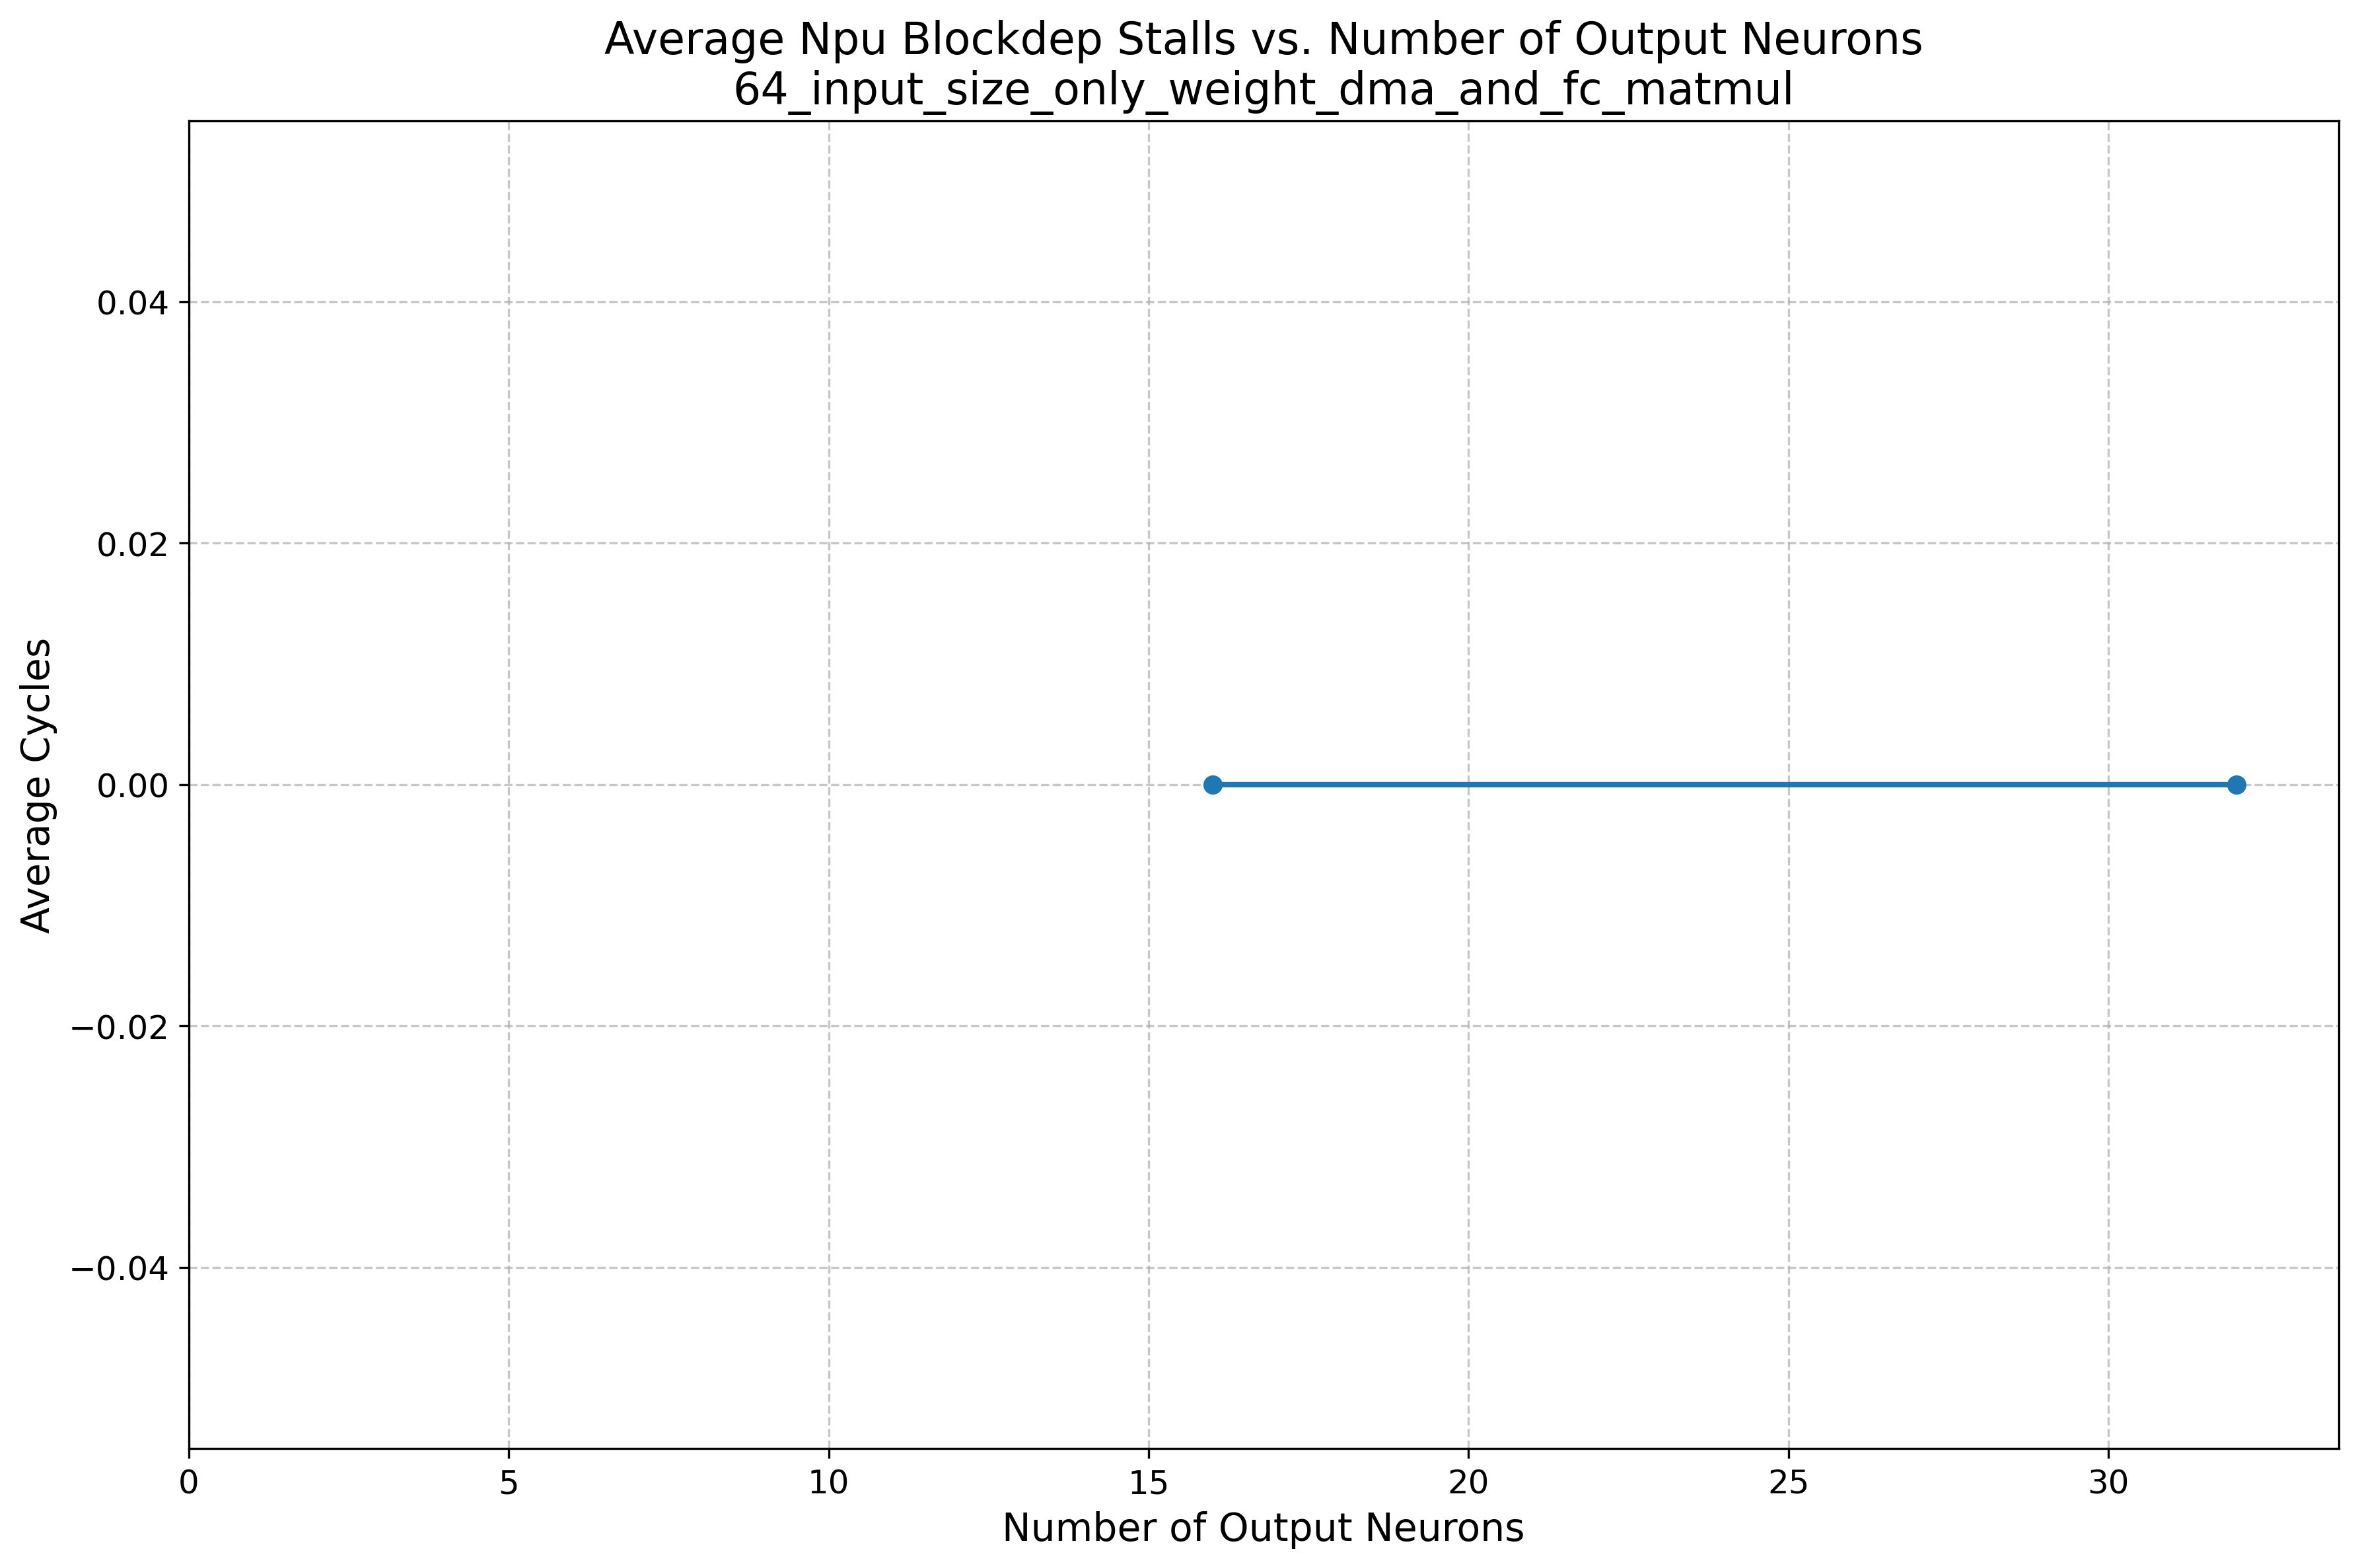 Average Npu Blockdep Stalls vs. Number of Output Neurons
64_input_size_only_weight_dma_and_fc_matmul
Average Cycles
0.04
0.02
0.00
−0.02
−0.04
0 5 10 15 20 25 30
Number of Output Neurons